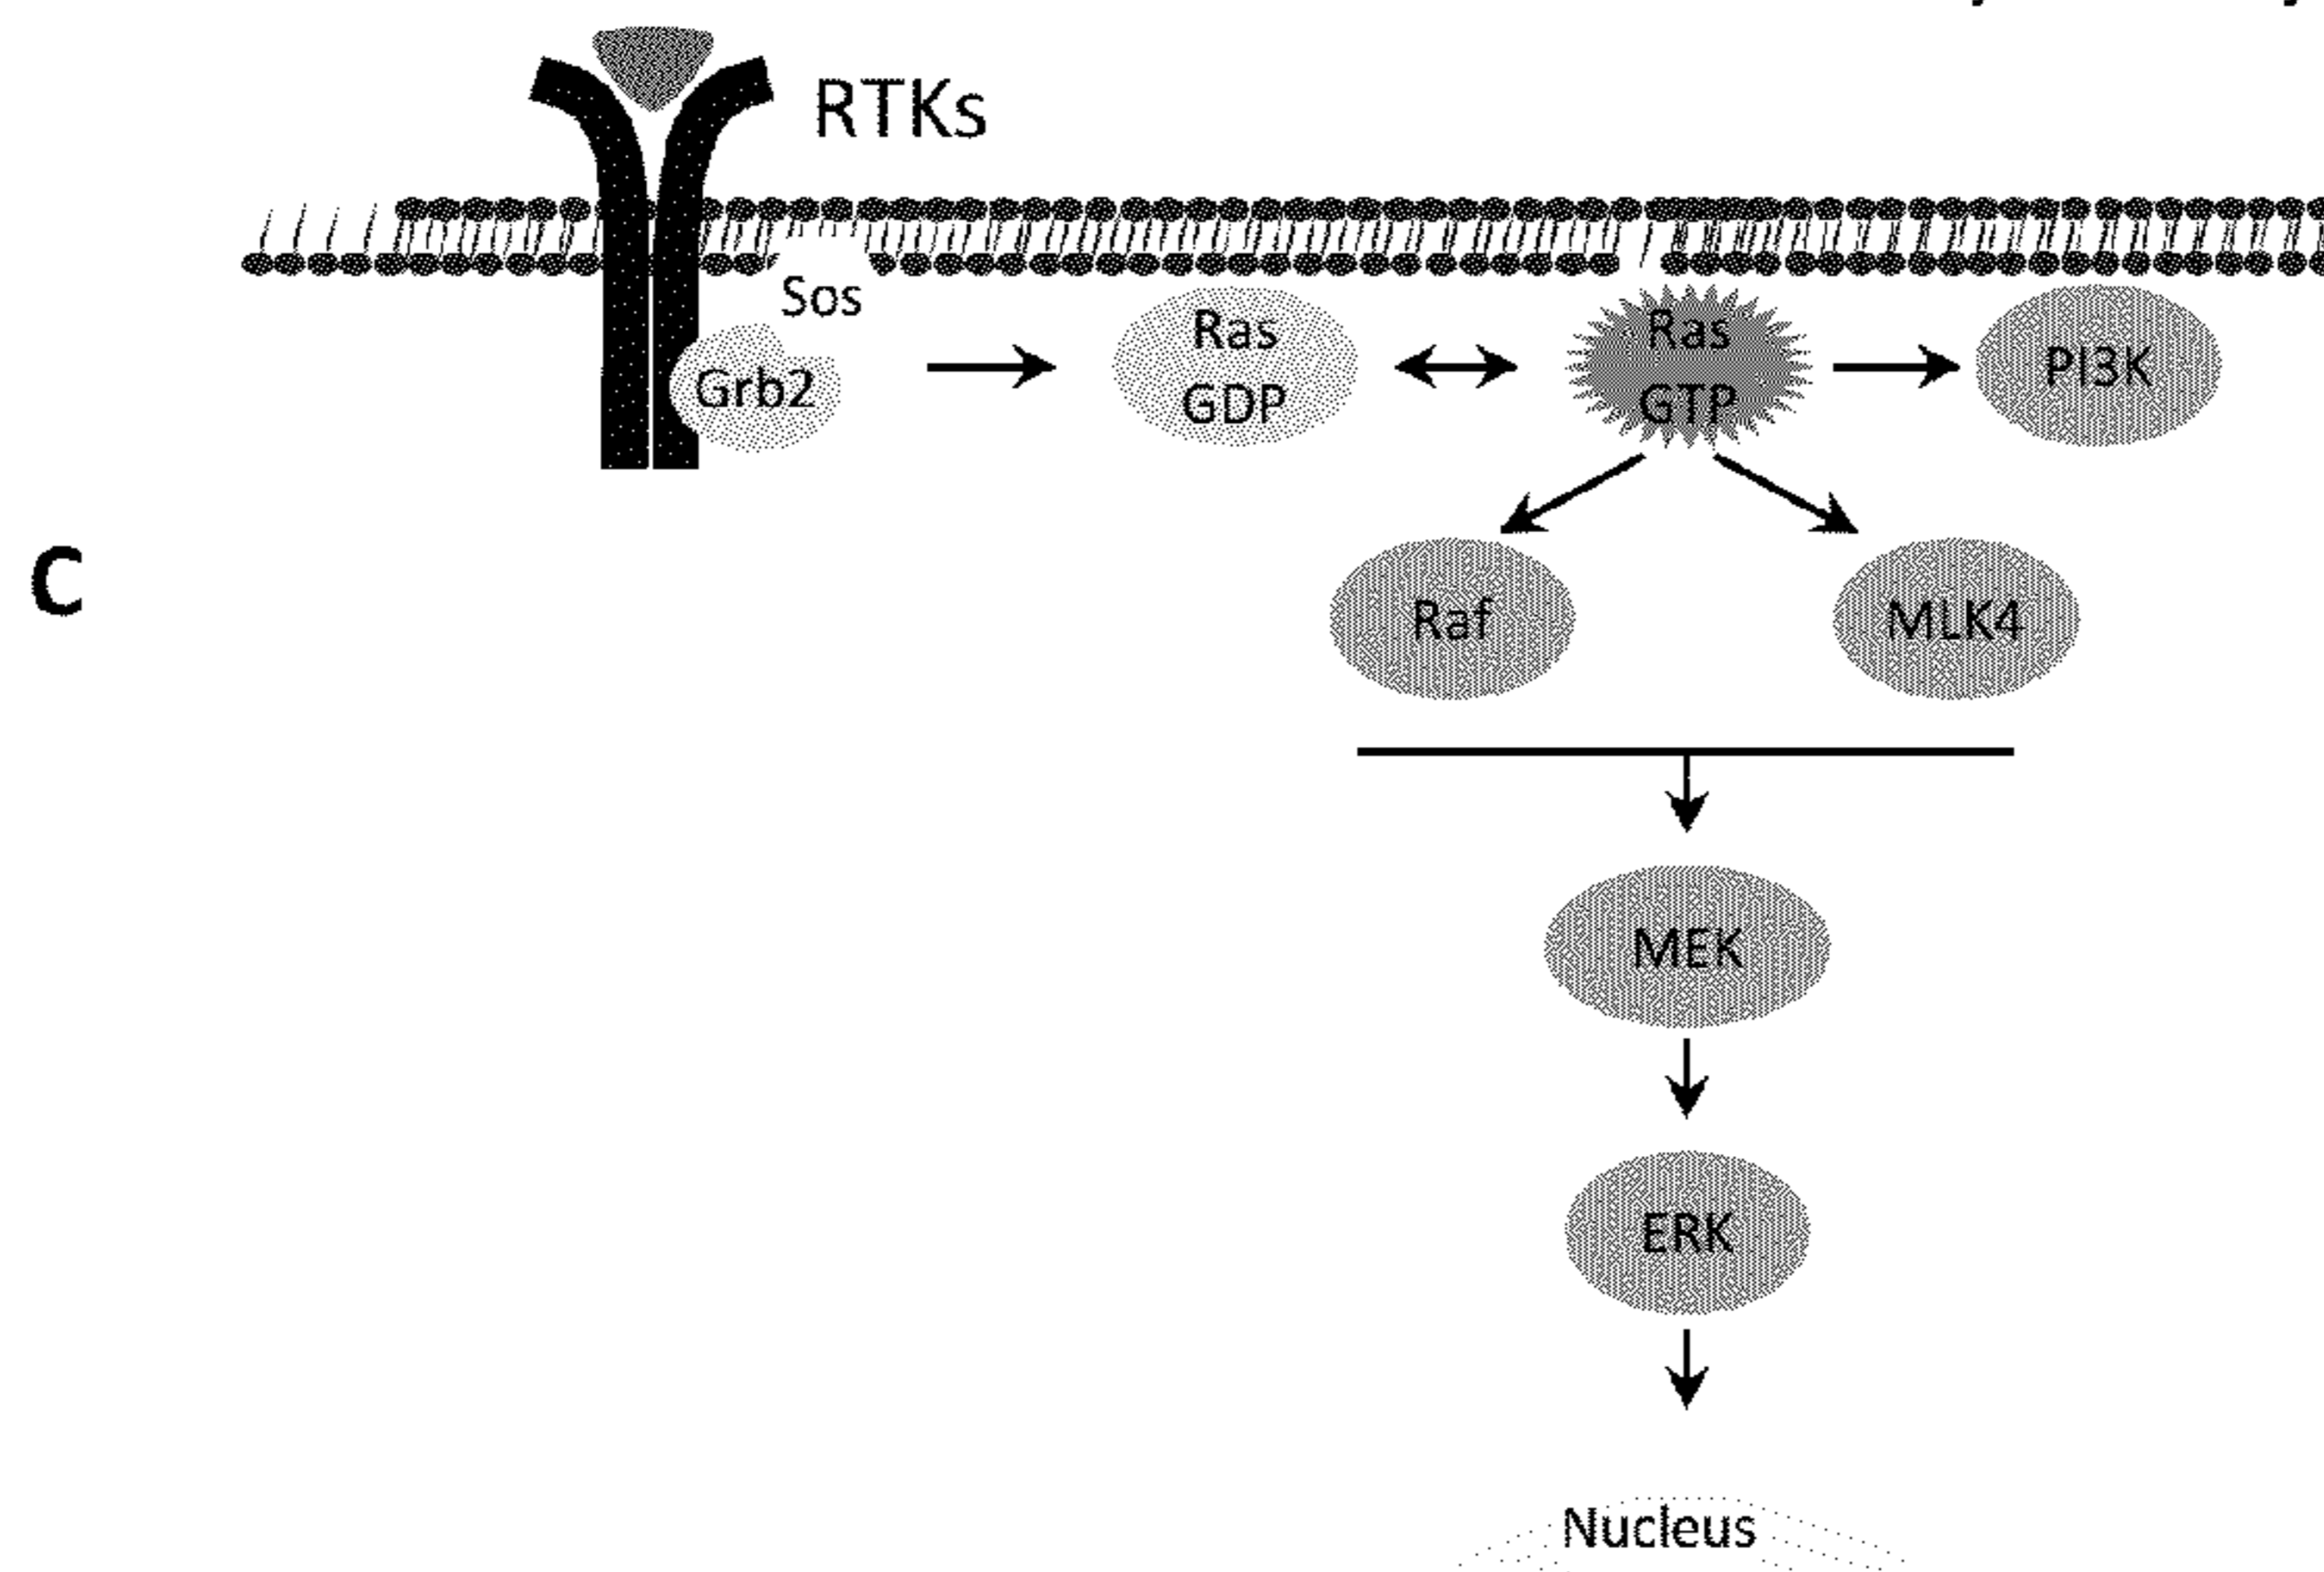 RTKs
Sos
Grb2
Ras
GDP
Ras
GTP
PI3K
C
Raf
MLK4
MEK
ERK
Nucleus